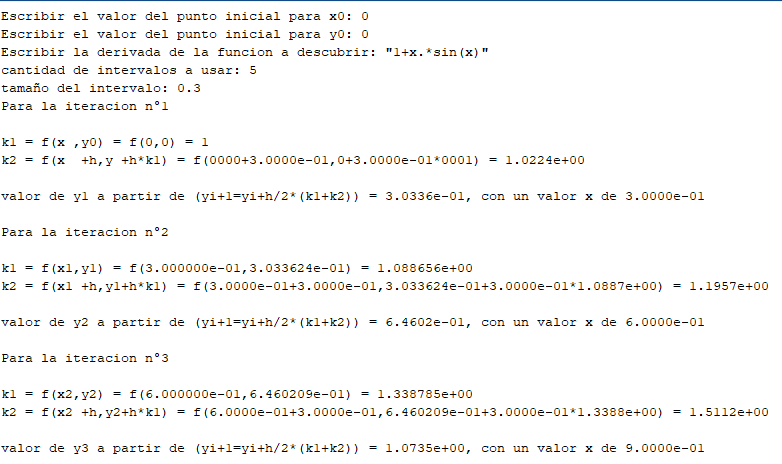 Escribir el valor del punto inicial para x0: 0
Escribir el valor del punto inicial para y0: 0
Escribir la derivada de la funcion a descubrir: "1+x.*sin(x)"
cantidad de intervalos a usar: 5
tamaño del intervalo: 0.3
Para la iteracion n°1
k1 = f(x ,y0) = f(0,0) = 1
k2 = f(x  +h,y +h*k1) = f(0000+3.0000e-01,0+3.0000e-01*0001) = 1.0224e+00
valor de y1 a partir de (yi+1=yi+h/2*(k1+k2)) = 3.0336e-01, con un valor x de 3.0000e-01
Para la iteracion n°2
k1 = f(x1,y1) = f(3.000000e-01,3.033624e-01) = 1.088656e+00
k2 = f(x1 +h,y1+h*k1) = f(3.0000e-01+3.0000e-01,3.033624e-01+3.0000e-01*1.0887e+00) = 1.1957e+00
valor de y2 a partir de (yi+1=yi+h/2*(k1+k2)) = 6.4602e-01, con un valor x de 6.0000e-01
Para la iteracion n°3
k1 = f(x2,y2) = f(6.000000e-01,6.460209e-01) = 1.338785e+00
k2 = f(x2 +h,y2+h*k1) = f(6.0000e-01+3.0000e-01,6.460209e-01+3.0000e-01*1.3388e+00) = 1.5112e+00
valor de y3 a partir de (yi+1=yi+h/2*(k1+k2)) = 1.0735e+00, con un valor x de 9.0000e-01